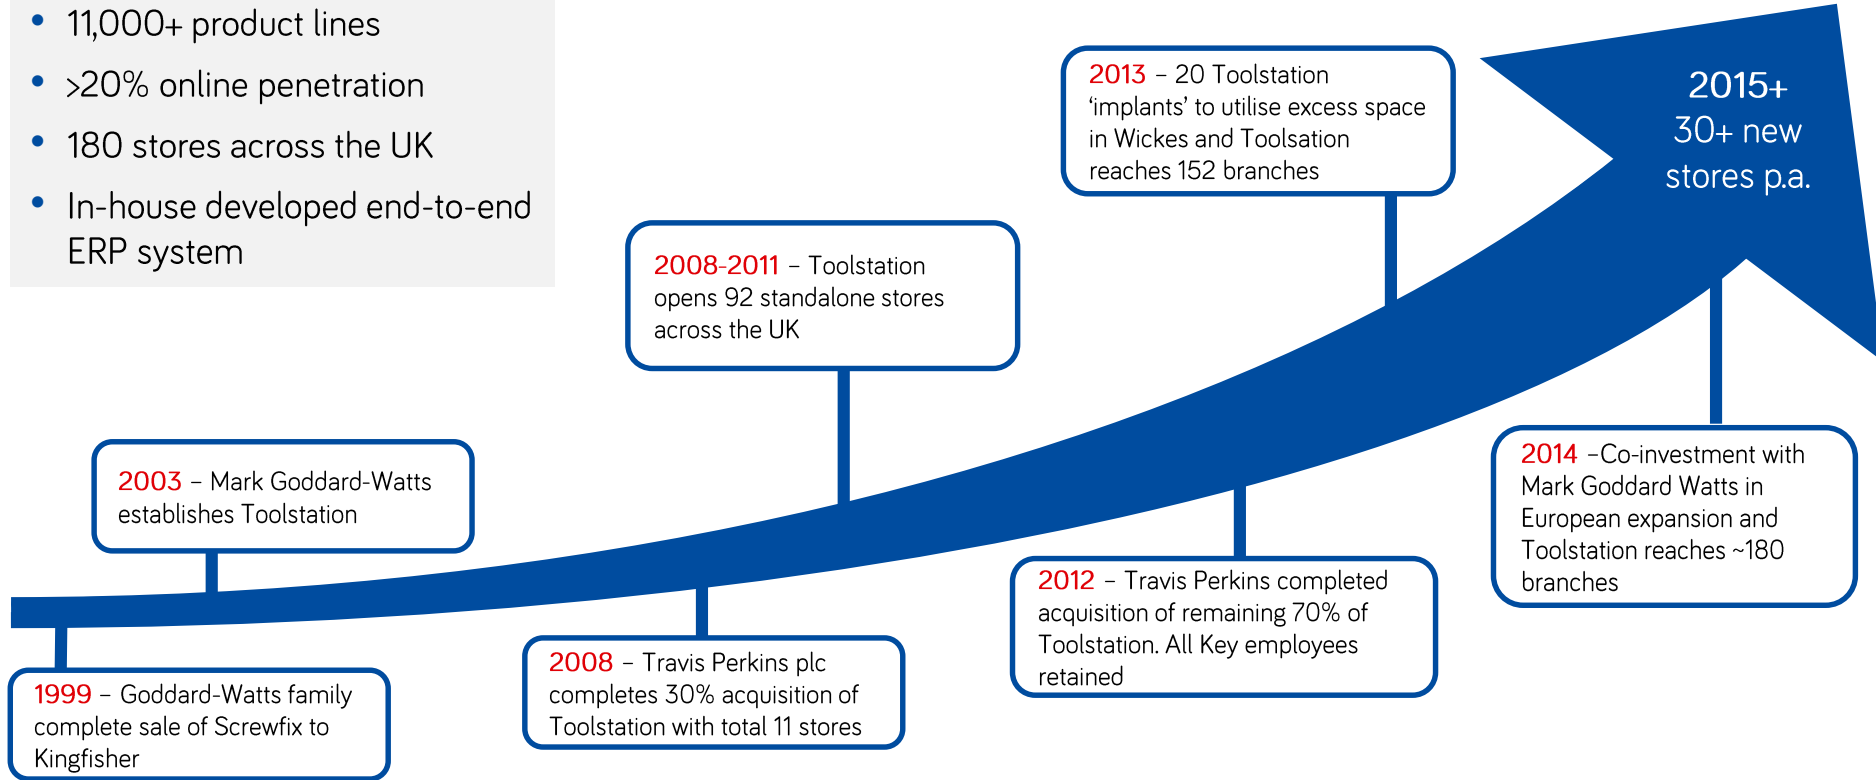 • 11,000+ product lines
• >20% online penetration
• 180 stores across the UK
• In-house developed end-to-end
ERP system
2003 – Mark Goddard-Watts
establishes Toolstation
1999 – Goddard-Watts family
complete sale of Screwfix to
Kingfisher
2008-2011 – Toolstation
opens 92 standalone stores
across the UK
2008 – Travis Perkins plc
completes 30% acquisition of
Toolstation with total 11 stores
2013 – 20 Toolstation
‘implants’ to utilise excess space
in Wickes and Toolsation
reaches 152 branches
2012 – Travis Perkins completed
acquisition of remaining 70% of
Toolstation. All Key employees
retained
2015+
30+ new
stores p.a.
2014 –Co-investment with
Mark Goddard Watts in
European expansion and
Toolstation reaches ~180
branches